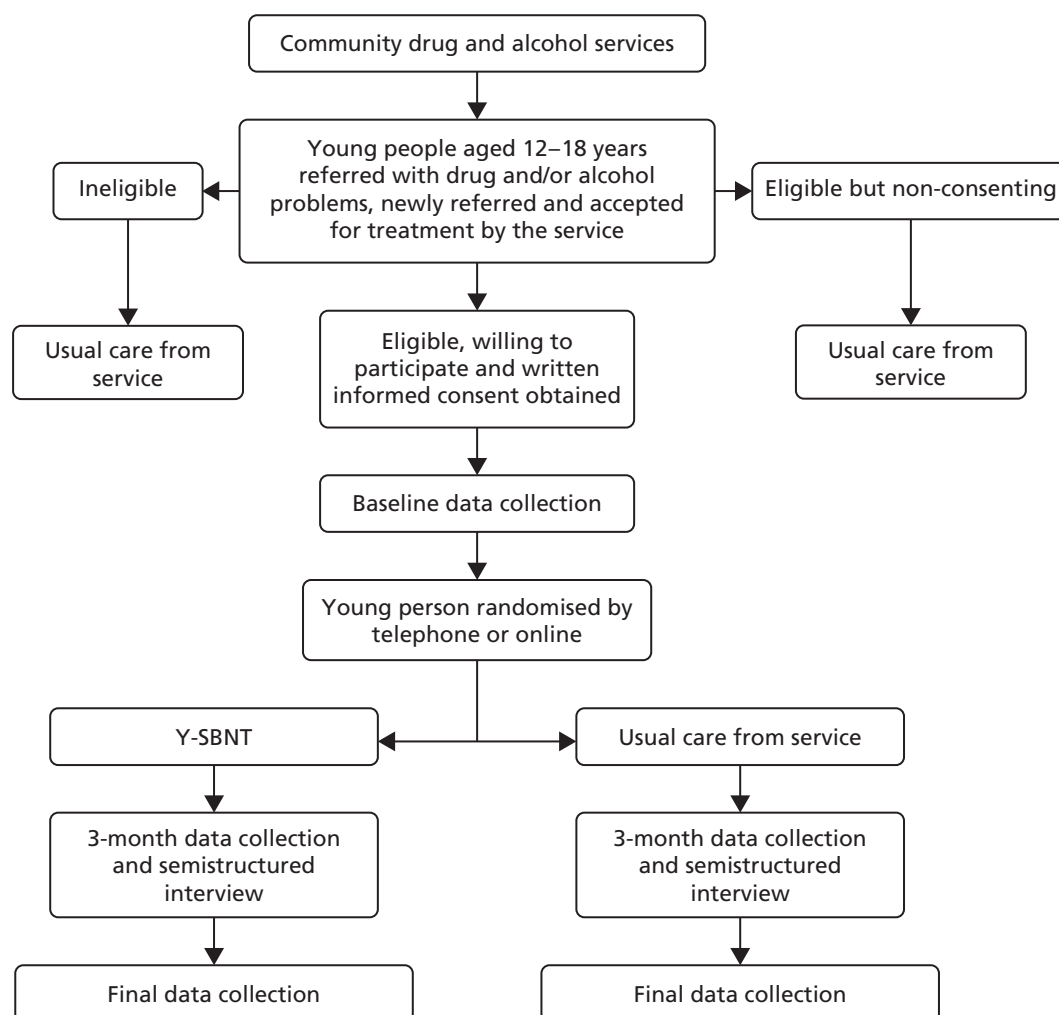 Community drug and alcohol services
Young people aged 12–18 years
referred with drug and/or alcohol
problems, newly referred and accepted
for treatment by the service
Ineligible
Eligible but non-consenting
Usual care from
service
Eligible, willing to
participate and written
informed consent obtained
Usual care from
service
Baseline data collection
Young person randomised by
telephone or online
Y-SBNT
Usual care from service
3-month data collection
and semistructured
interview
3-month data collection
and semistructured
interview
Final data collection
Final data collection